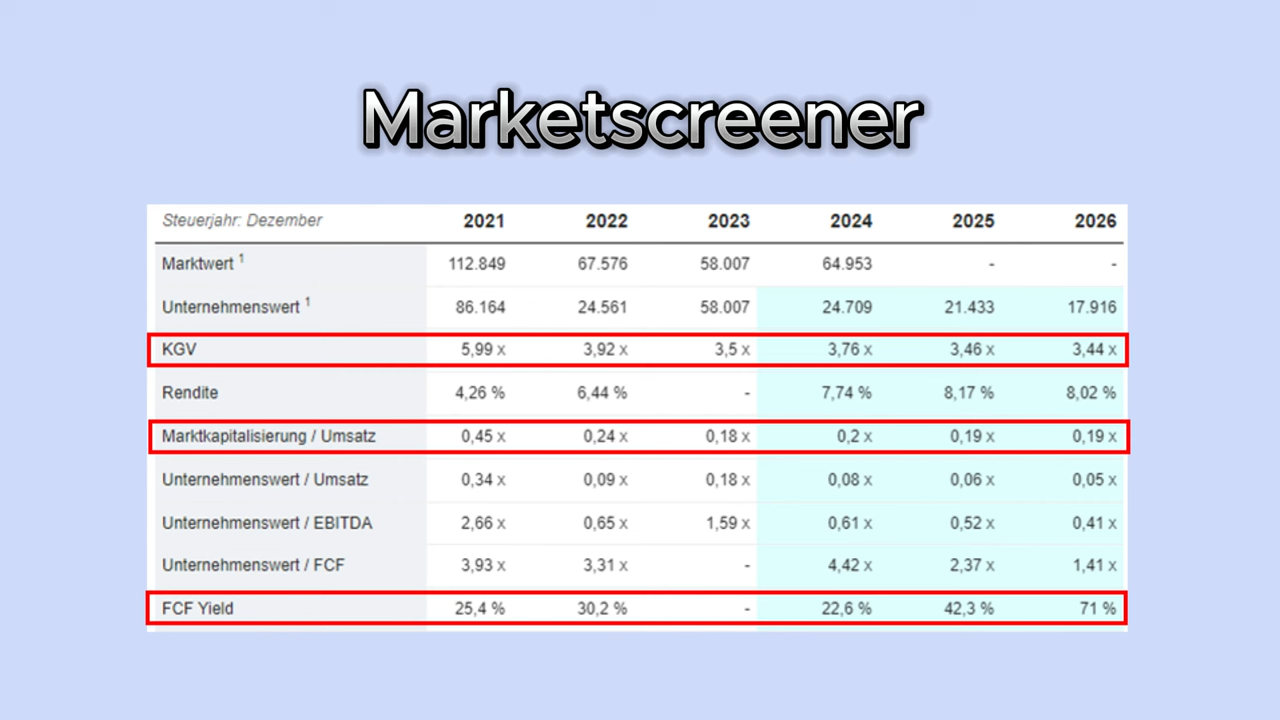 Marketscreener
Steuerjahr: Dezember 2021 2022 2023 2024 2025 2026
Marktwert 1 112.849 67.576 58.007 64.953 - -
Unternehmenswert 1 86.164 24.561 58.007 24.709 21.433 17.916
KGV 5,99 x 3,92 x 3,5 x 3,76 x 3,46 x 3,44 x
Rendite 4,26 % 6,44 % - 7,74 % 8,17 % 8,02 %
Marktkapitalisierung / Umsatz 0,45 x 0,24 x 0,18 x 0,2 x 0,19 x 0,19 x
Unternehmenswert / Umsatz 0,34 x 0,09 x 0,18 x 0,08 x 0,06 x 0,05 x
Unternehmenswert / EBITDA 2,66 x 0,65 x 1,59 x 0,61 x 0,52 x 0,41 x
Unternehmenswert / FCF 3,93 x 3,31 x - 4,42 x 2,37 x 1,41 x
FCF Yield 25,4 % 30,2 % - 22,6 % 42,3 % 71 %